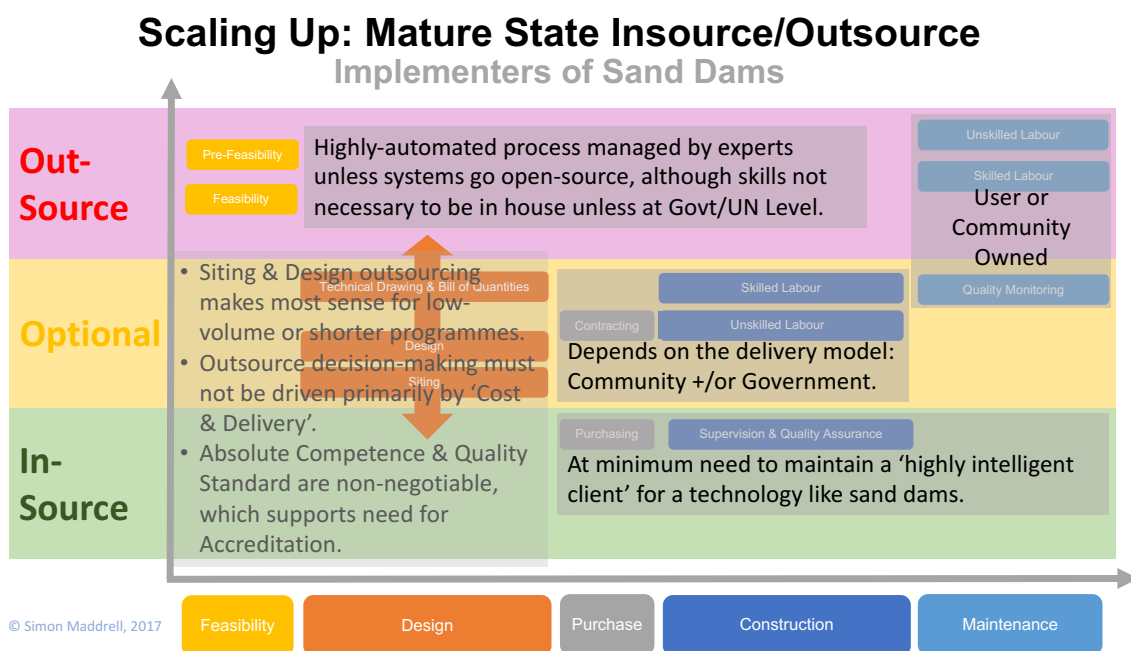 Scaling Up: Mature State Insource/Outsource
Implementers of Sand Dams
Out-
Source
Pre-Feasibility
Feasibility
Highly-automated process managed by experts
unless systems go open-source, although skills not
necessary to be in house unless at Govt/UN Level.
Unskilled Labour
Skilled Labour
User or
Community
Owned
Quality Monitoring
Optional
• Siting & Design outsourcing
makes most sense for low-
volume or shorter programmes.
• Outsource decision-making must
not be driven primarily by ‘Cost
& Delivery’.
• Absolute Competence & Quality
Standard are non-negotiable,
which supports need for
Accreditation.
Technical Drawing & Bill of Quantities
Design
Siting
Skilled Labour
Contracting
Unskilled Labour
Depends on the delivery model:
Community +/or Government.
In-
Source
Purchasing
Supervision & Quality Assurance
At minimum need to maintain a ‘highly intelligent
client’ for a technology like sand dams.
© Simon Maddrell, 2017
Feasibility
Design
Purchase
Construction
Maintenance